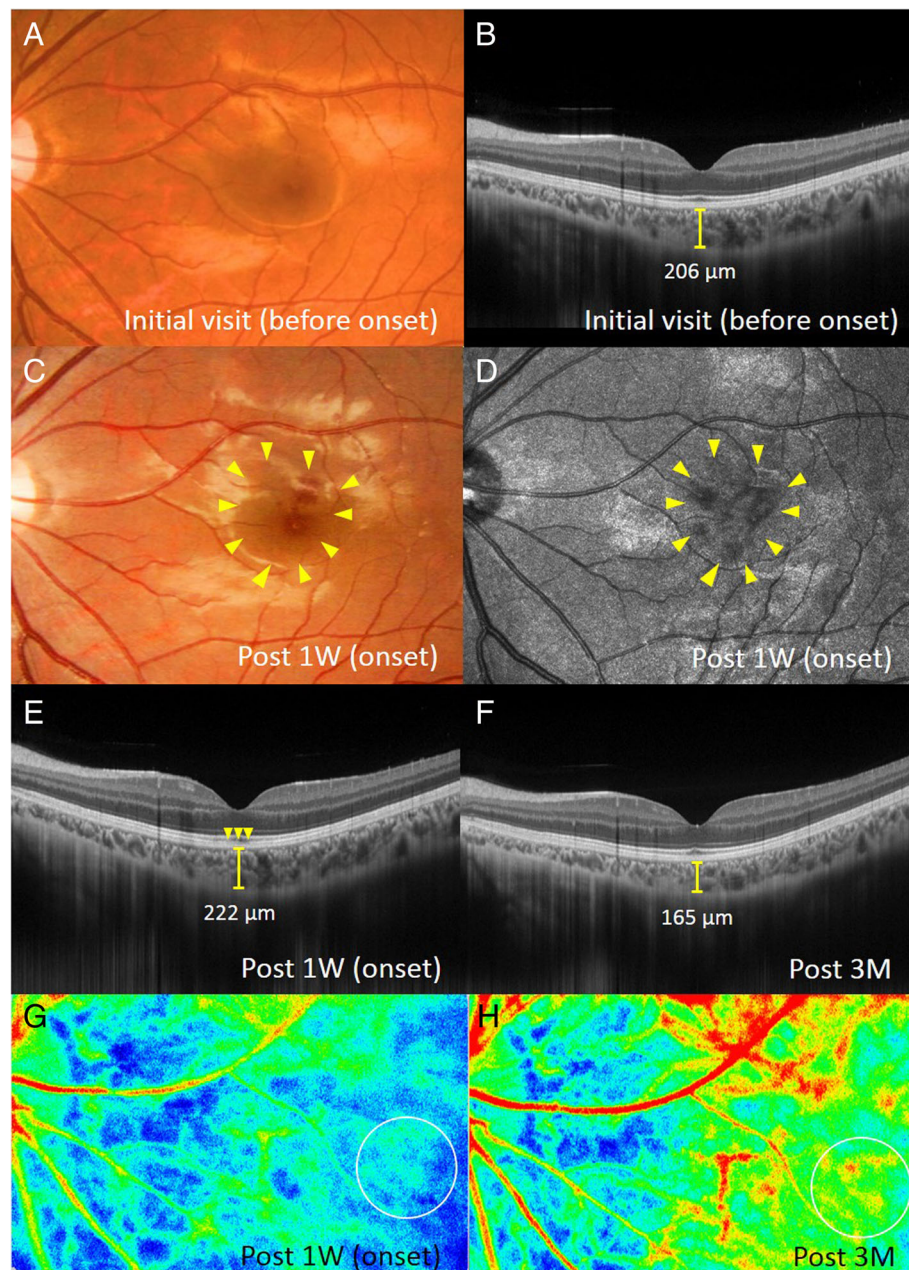 A
Initial visit (before onset)
B
206 μm
Initial visit (before onset)
C
Post 1W (onset)
D
Post 1W (onset)
E
222 μm
Post 1W (onset)
F
165 μm
Post 3M
G
Post 1W (onset)
H
Post 3M